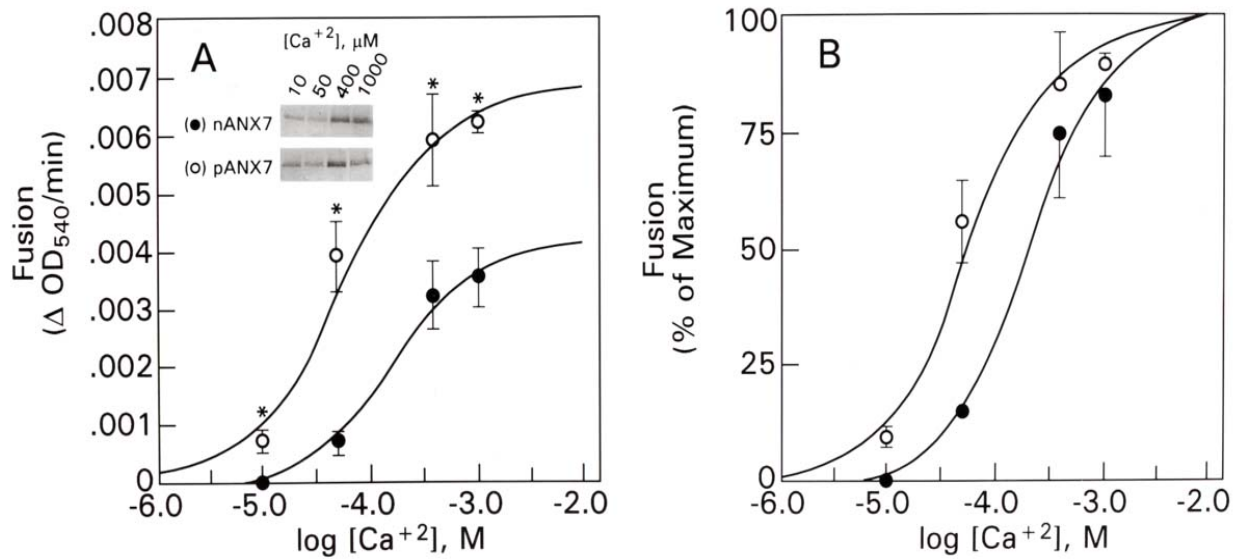 A
[Ca+2], μM
10 50 400 1000
(●) nANX7
(○) pANX7
Fusion
(Δ OD540/min)
.008
.007
.006
.005
.004
.003
.002
.001
0
* * * *
-6.0 -5.0 -4.0 -3.0 -2.0
log [Ca+2], M
B
Fusion
(% of Maximum)
100
75
50
25
0
-6.0 -5.0 -4.0 -3.0 -2.0
log [Ca+2], M